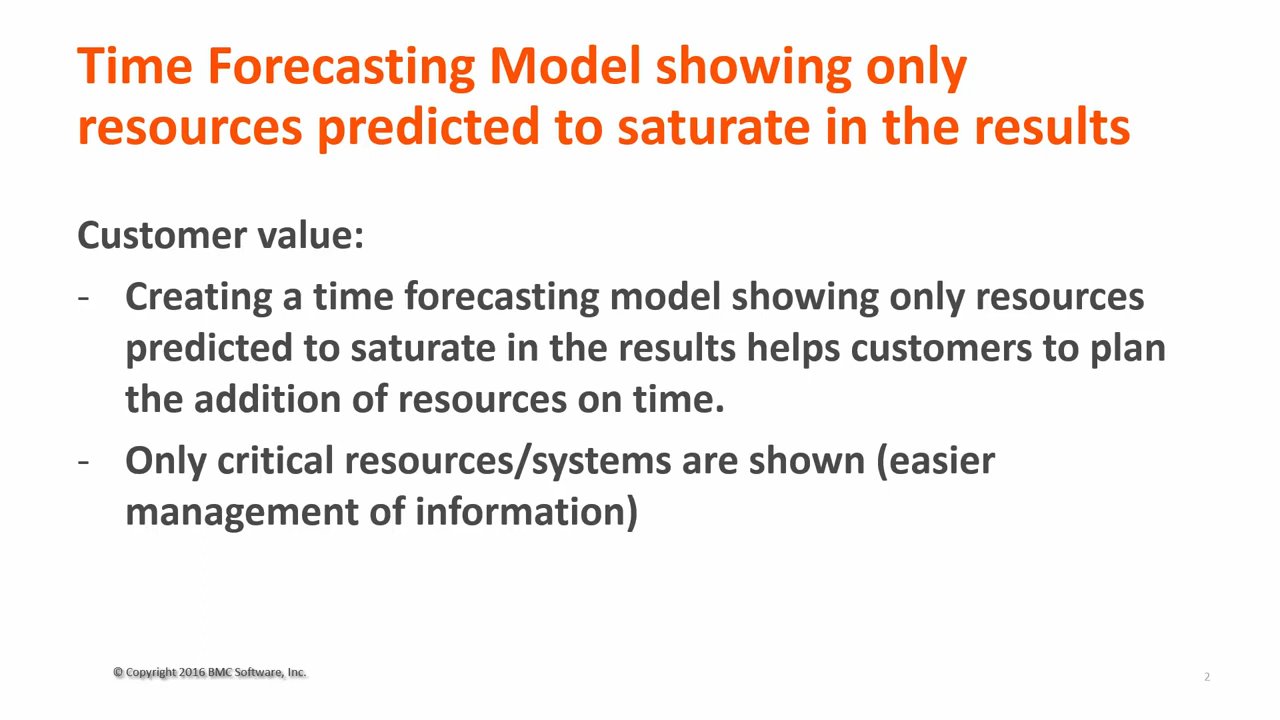 Time Forecasting Model showing only
resources predicted to saturate in the results
Customer value:
- Creating a time forecasting model showing only resources
predicted to saturate in the results helps customers to plan
the addition of resources on time.
- Only critical resources/systems are shown (easier
management of information)
© Copyright 2016 BMC Software, Inc.
2